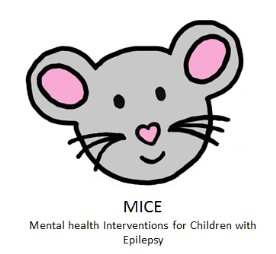 MICE
Mental health Interventions for Children with
Epilepsy